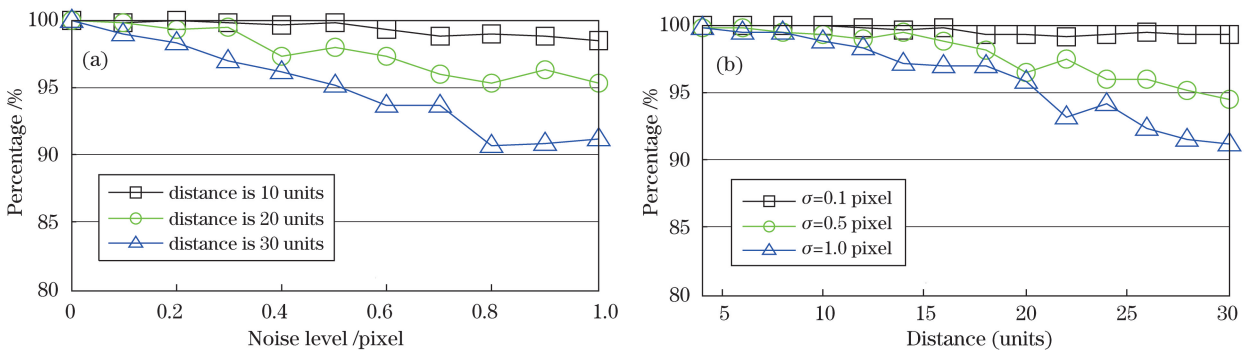 100
95
90
85
80
Percentage /%
(a)
distance is 10 units
distance is 20 units
distance is 30 units
0
0.2
0.4
0.6
0.8
1.0
Noise level /pixel
100
95
90
85
80
Percentage /%
(b)
σ=0.1 pixel
σ=0.5 pixel
σ=1.0 pixel
5
10
15
20
25
30
Distance (units)